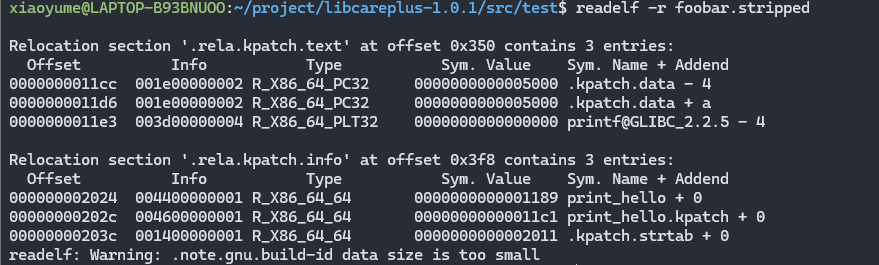 xiaoyume@LAPTOP-B93BNUOO:~/project/libcareplus-1.0.1/src/test$ readelf -r foobar.stripped
Relocation section '.rela.kpatch.text' at offset 0x350 contains 3 entries:
Offset Info Type Sym. Value Sym. Name + Addend
0000000011cc 001e00000002 R_X86_64_PC32 0000000000005000 .kpatch.data - 4
0000000011d6 001e00000002 R_X86_64_PC32 0000000000005000 .kpatch.data + a
0000000011e3 003d00000004 R_X86_64_PLT32 0000000000000000 printf@GLIBC_2.2.5 - 4
Relocation section '.rela.kpatch.info' at offset 0x3f8 contains 3 entries:
Offset Info Type Sym. Value Sym. Name + Addend
000000002024 004400000001 R_X86_64_64 0000000000001189 print_hello + 0
00000000202c 004600000001 R_X86_64_64 00000000000011c1 print_hello.kpatch + 0
00000000203c 001400000001 R_X86_64_64 0000000000002011 .kpatch.strtab + 0
readelf: Warning: .note.gnu.build-id data size is too small